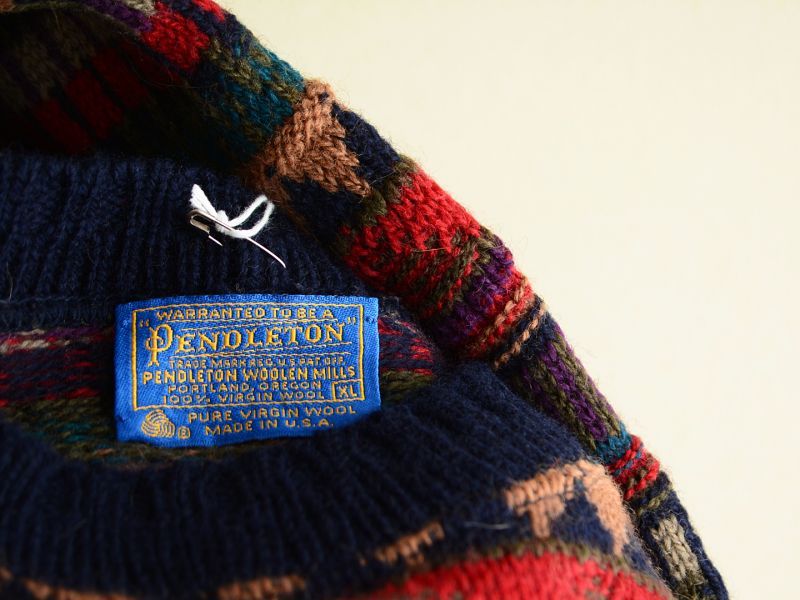 WARRANTED TO BE A
"PENDLETON"
TRADE MARK REG. U.S. PAT. OFF.
PENDLETON WOOLEN MILLS
PORTLAND, OREGON
100% VIRGIN WOOL XL
PURE VIRGIN WOOL
R MADE IN U.S.A.